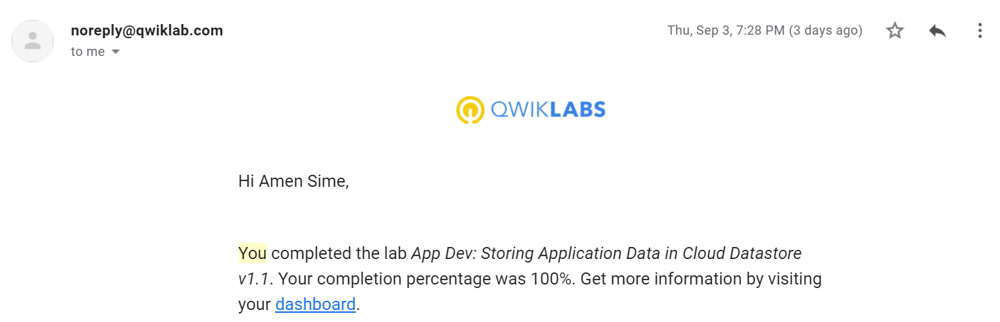 noreply@qwiklab.com
Thu, Sep 3, 7:28 PM (3 days ago)
to me
QWIKLABS
Hi Amen Sime,
You completed the lab App Dev: Storing Application Data in Cloud Datastore
v1.1. Your completion percentage was 100%. Get more information by visiting
your dashboard.